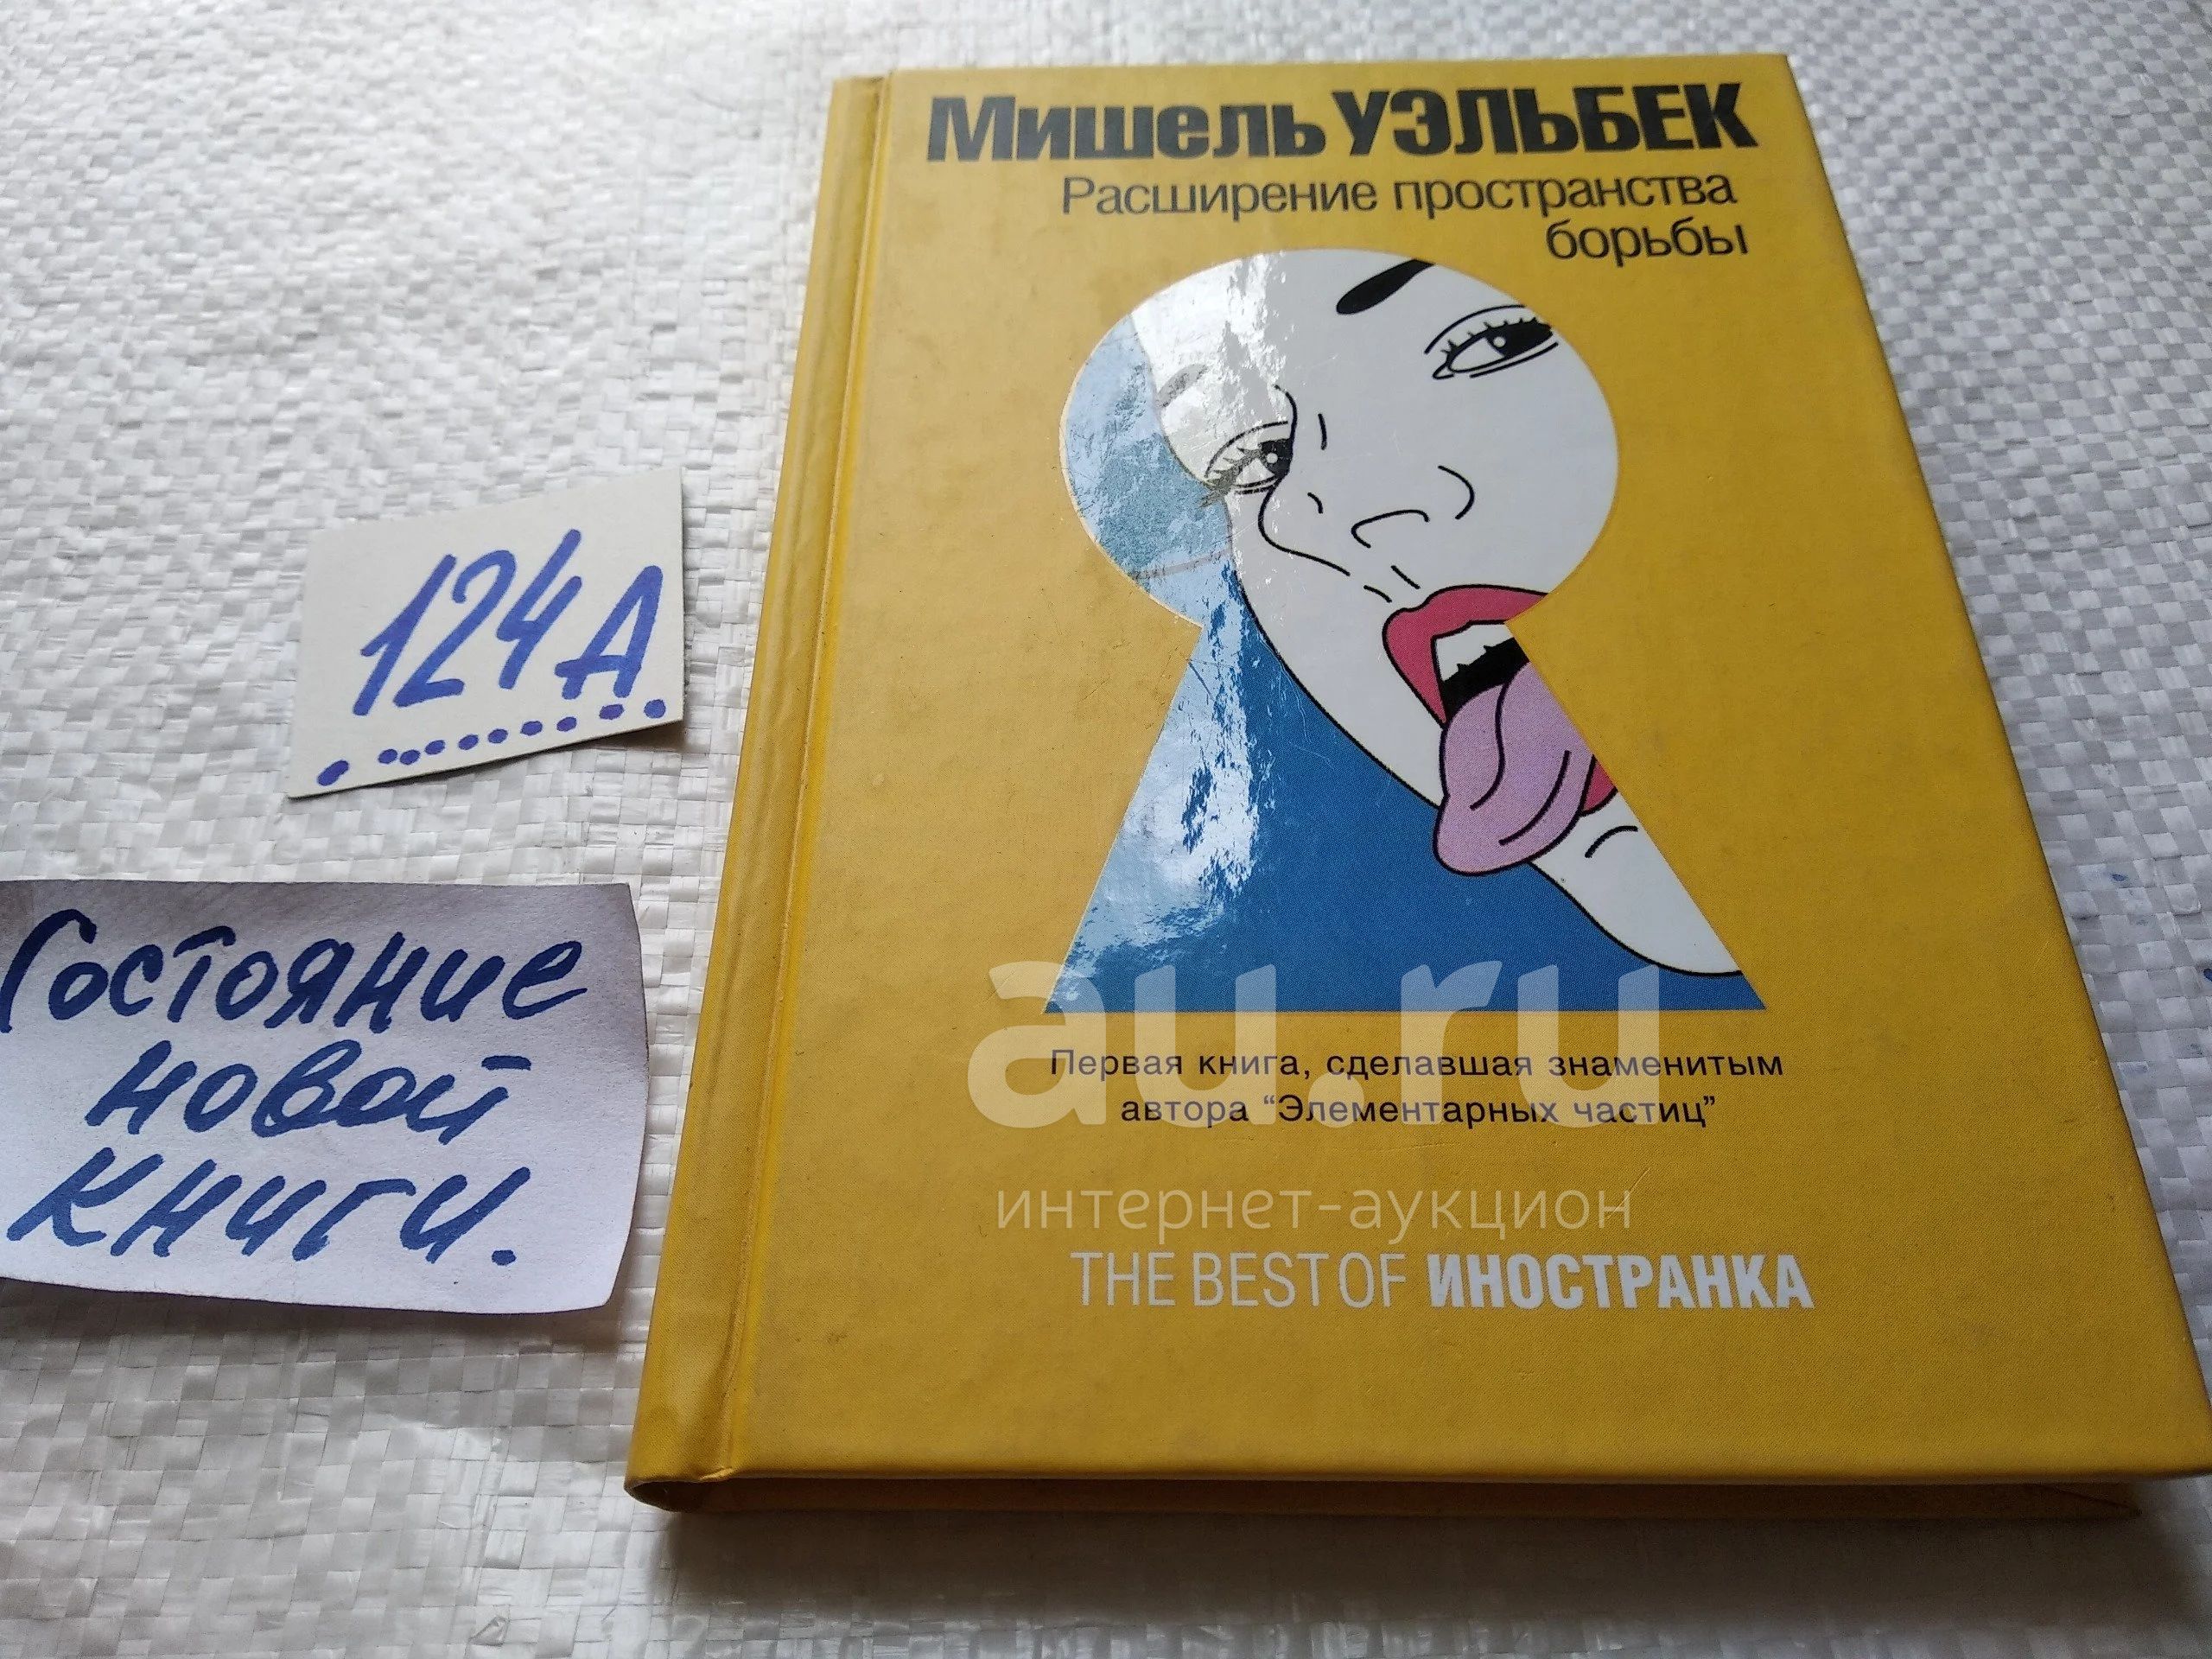 Мишель УЭЛЬБЕК
Расширение пространства
борьбы
124А
Состояние
новой
книги.
au.ru
Первая книга, сделавшая знаменитым
автора “Элементарных частиц”
интернет-аукцион
THE BEST OF ИНОСТРАНКА